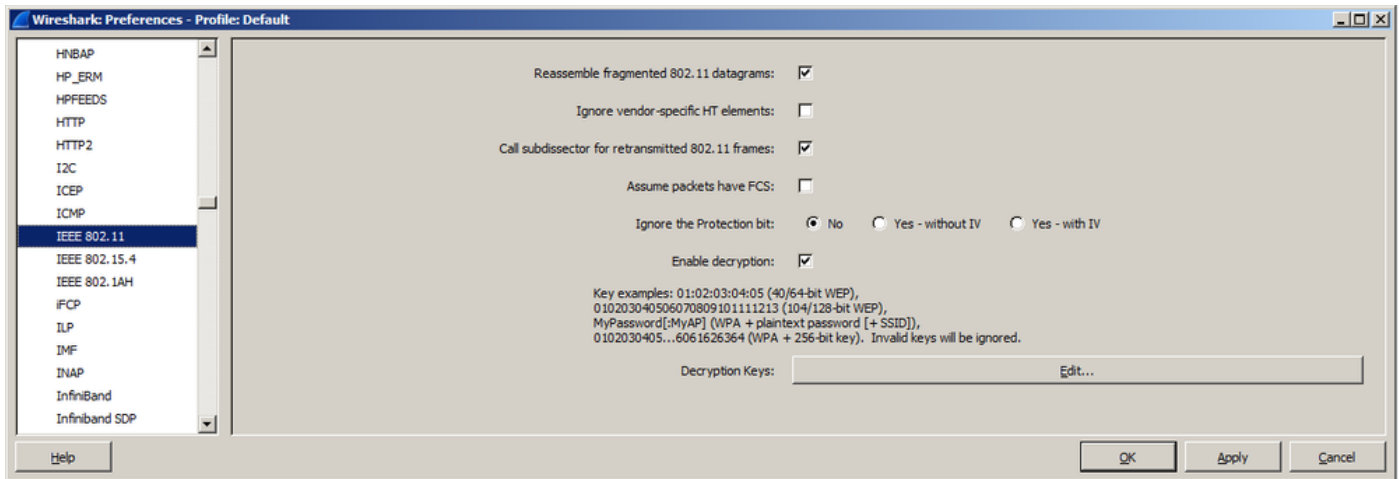 Wireshark: Preferences - Profile: Default
HNBAP
HP_ERM
HPFEEDS
HTTP
HTTP2
I2C
ICEP
ICMP
IEEE 802.11
IEEE 802.15.4
IEEE 802.1AH
iFCP
ILP
IMF
INAP
InfiniBand
Infiniband SDP
Reassemble fragmented 802.11 datagrams:
Ignore vendor-specific HT elements:
Call subdissector for retransmitted 802.11 frames:
Assume packets have FCS:
Ignore the Protection bit: No Yes - without IV Yes - with IV
Enable decryption:
Key examples: 01:02:03:04:05 (40/64-bit WEP),
010203040506070809101111213 (104/128-bit WEP),
MyPassword[:MyAP] (WPA + plaintext password [+ SSID]),
0102030405...6061626364 (WPA + 256-bit key). Invalid keys will be ignored.
Decryption Keys: Edit...
Help OK Apply Cancel